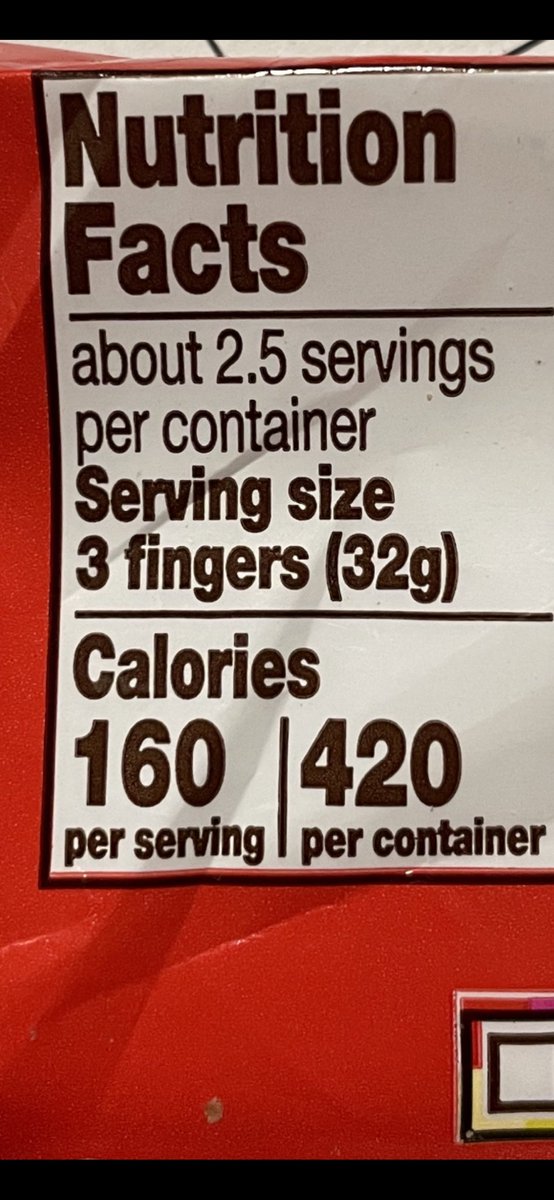 Nutrition
Facts
about 2.5 servings
per container
Serving size
3 fingers (32g)
Calories
160 420
per serving per container